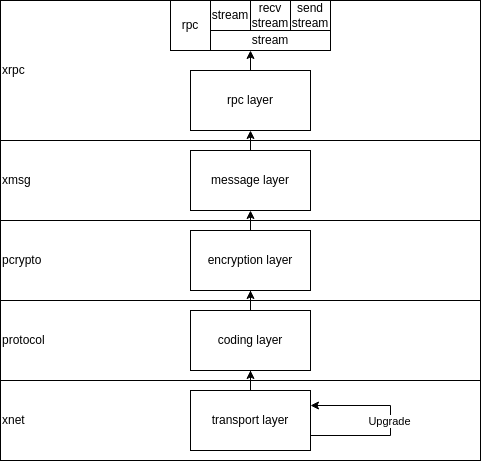 rpc
stream
recv
stream
send
stream
stream
xrpc
rpc layer
xmsg
message layer
pcrypto
encryption layer
protocol
coding layer
xnet
transport layer
Upgrade